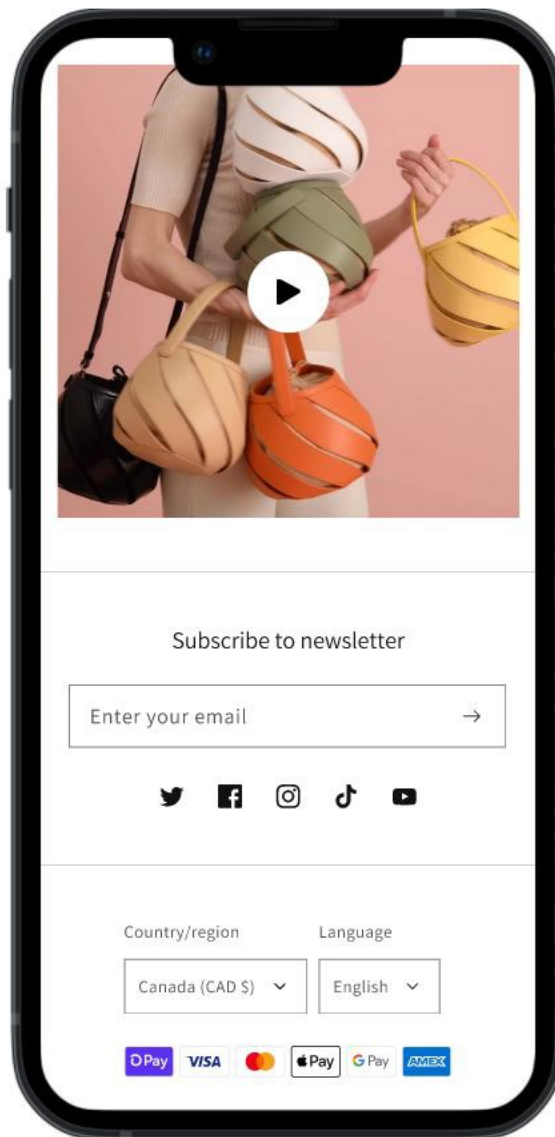 Subscribe to newsletter
Enter your email
Country/region Language
Canada (CAD $) English
Pay VISA Pay G Pay AMEX